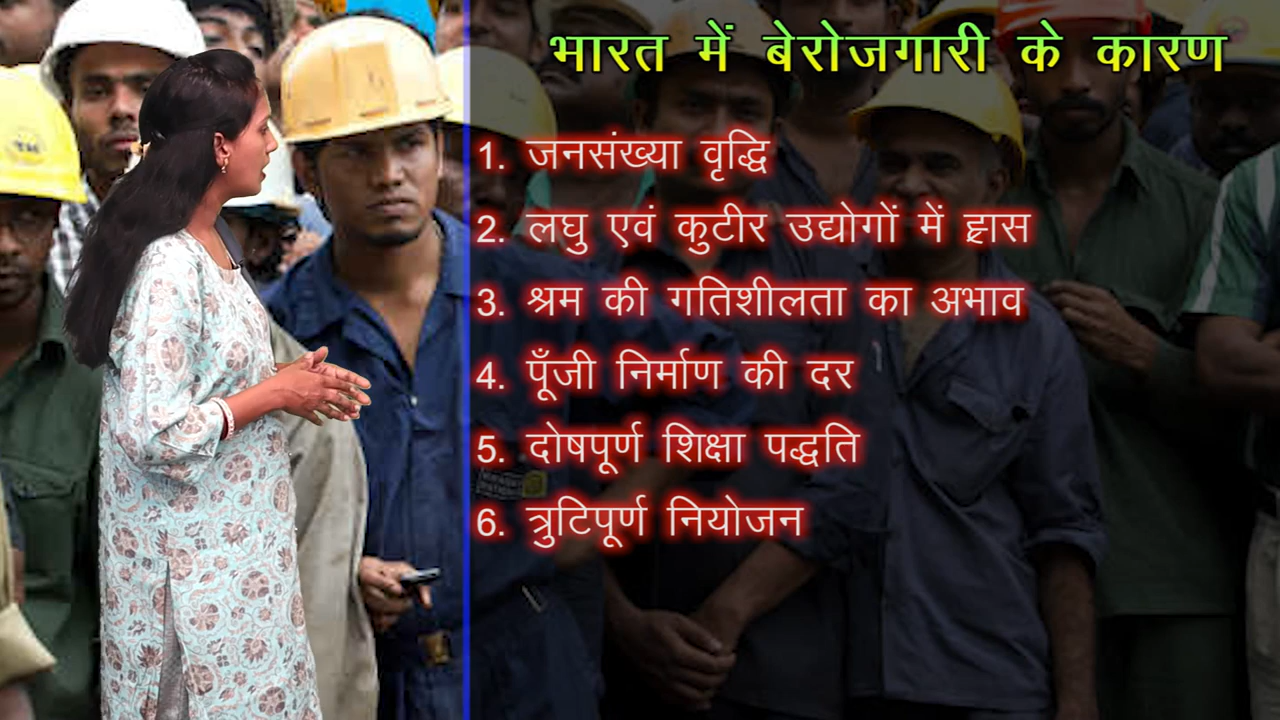 भारत में बेरोजगारी के कारण
1. जनसंख्या वृद्धि
2. लघु एवं कुटीर उद्योगों में ह्रास
3. श्रम की गतिशीलता का अभाव
4. पूँजी निर्माण की दर
5. दोषपूर्ण शिक्षा पद्धति
6. त्रुटिपूर्ण नियोजन